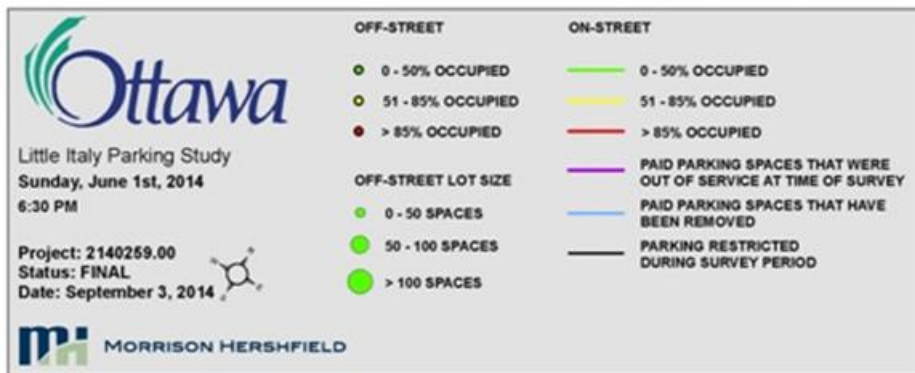 Ottawa
Little Italy Parking Study
Sunday, June 1st, 2014
6:30 PM
Project: 2140259.00
Status: FINAL
Date: September 3, 2014
MH MORRISON HERSHFIELD
OFF-STREET
0 - 50% OCCUPIED
51 - 85% OCCUPIED
> 85% OCCUPIED
OFF-STREET LOT SIZE
0 - 50 SPACES
50 - 100 SPACES
> 100 SPACES
ON-STREET
0 - 50% OCCUPIED
51 - 85% OCCUPIED
> 85% OCCUPIED
PAID PARKING SPACES THAT WERE
OUT OF SERVICE AT TIME OF SURVEY
PAID PARKING SPACES THAT HAVE
BEEN REMOVED
PARKING RESTRICTED
DURING SURVEY PERIOD